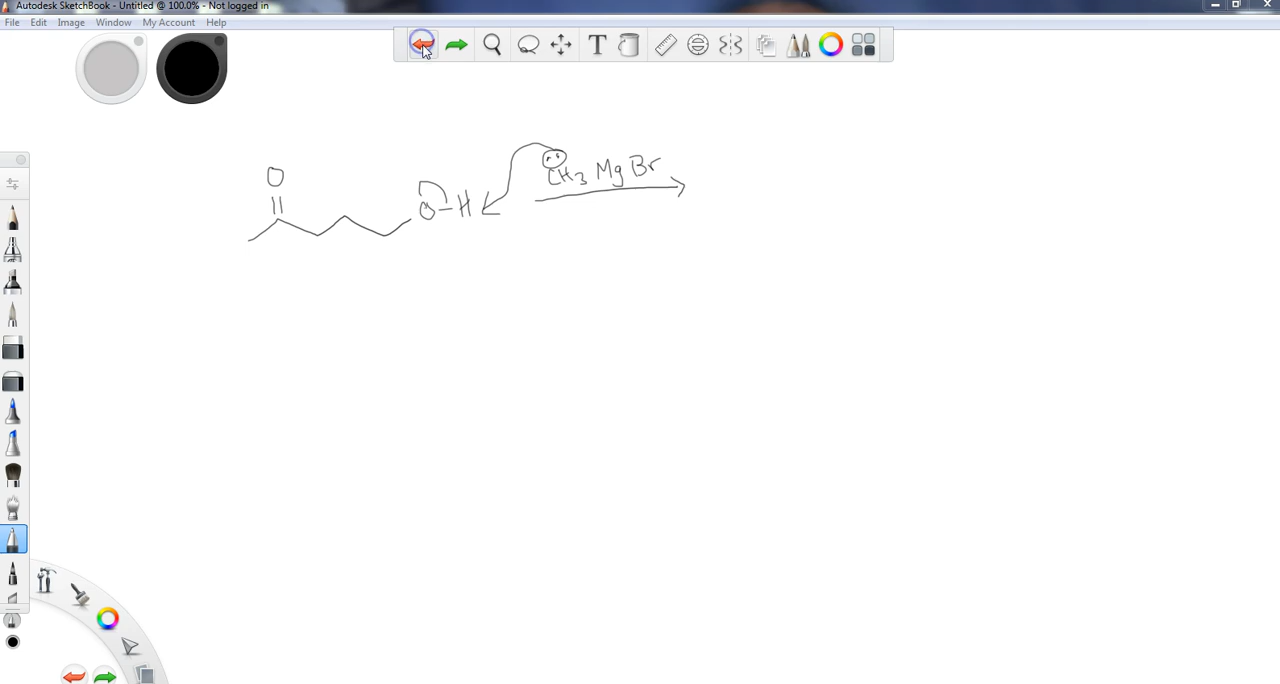 Autodesk SketchBook - Untitled @ 100.0% - Not logged in
File Edit Image Window My Account Help
T
CH3 MgBr
O
O-H